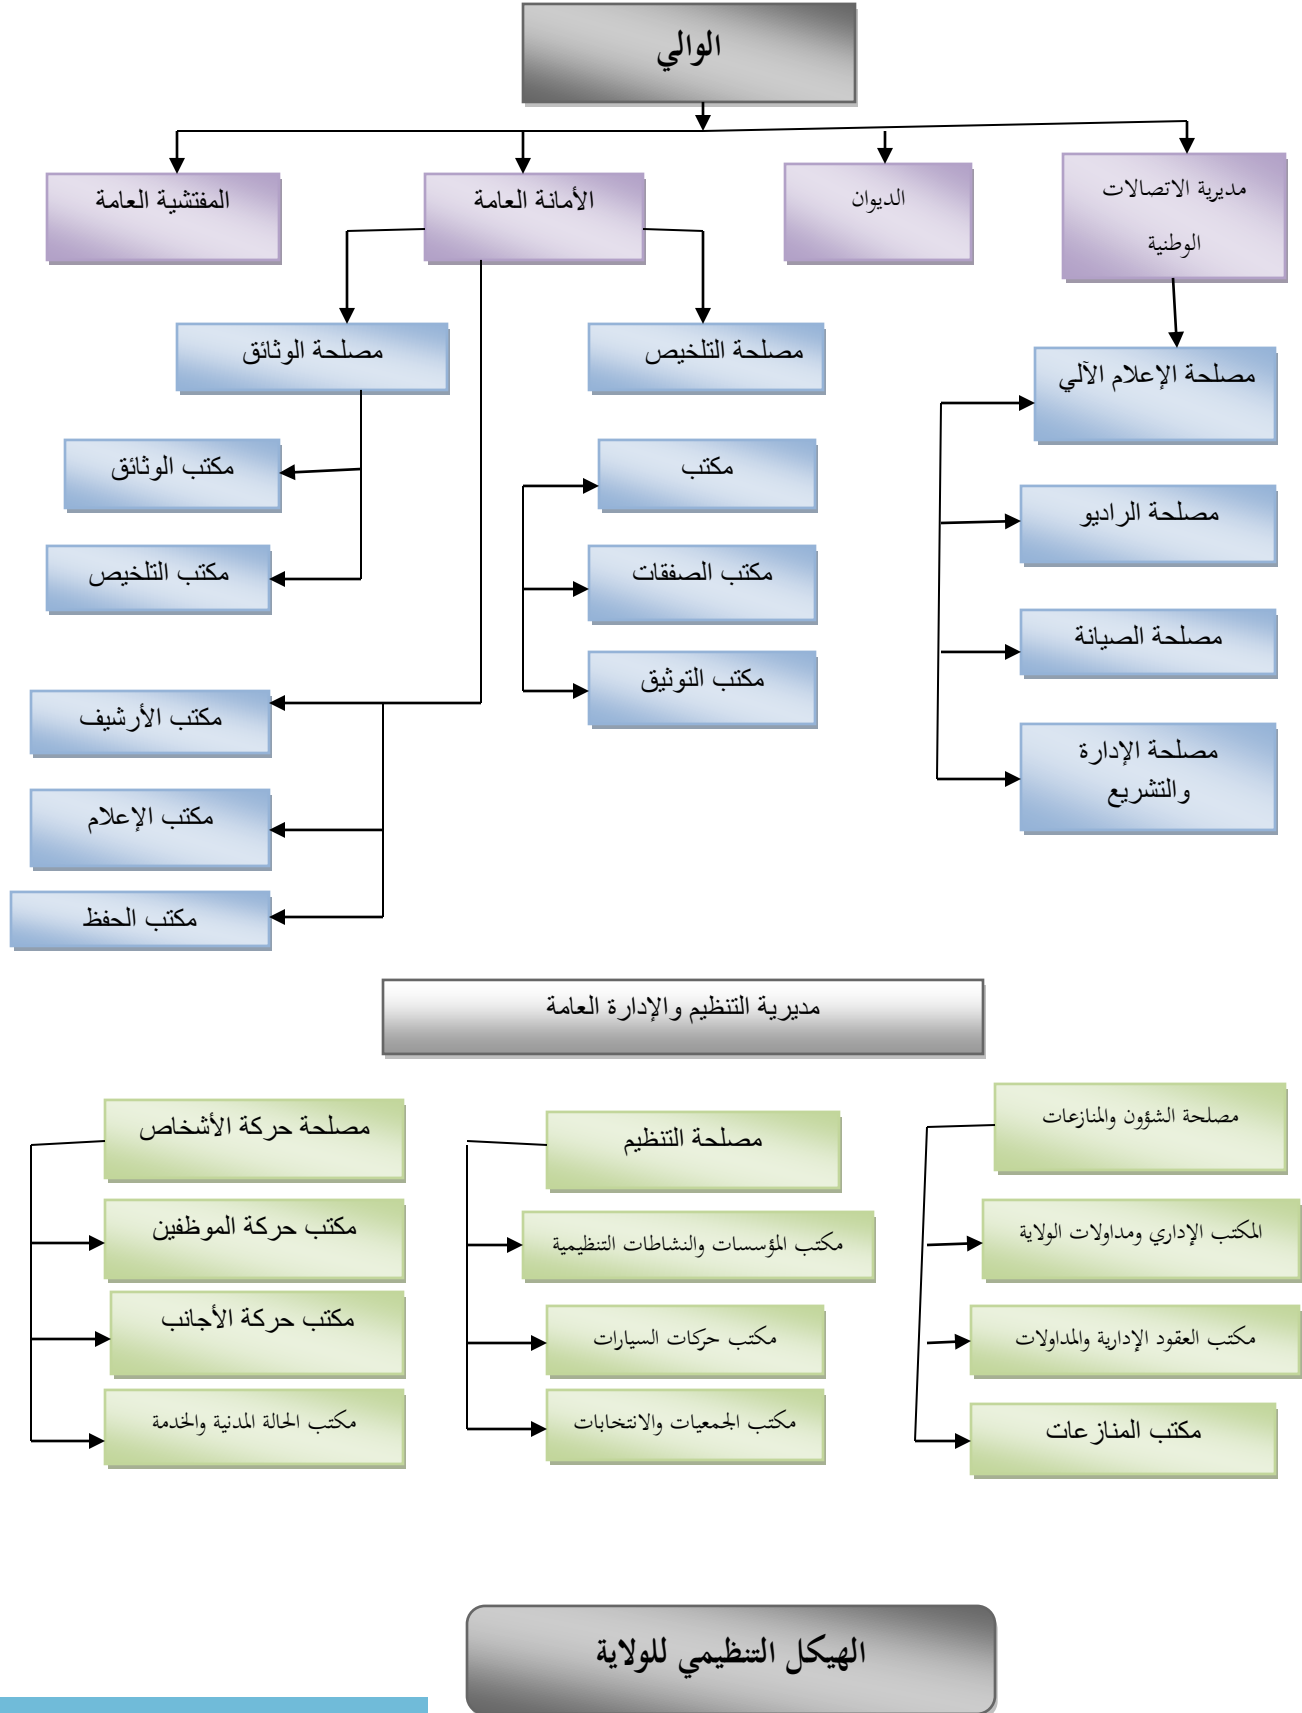 الوالي
مديرية الاتصالات
الوطنية
الديوان
الأمانة العامة
المفتشية العامة
مصلحة التلخيص
مصلحة الوثائق
مصلحة الإعلام الآلي
مكتب
مكتب الوثائق
مصلحة الراديو
مكتب الصفقات
مكتب التلخيص
مصلحة الصيانة
مكتب التوثيق
مكتب الأرشيف
مصلحة الإدارة
والتشريع
مكتب الإعلام
مكتب الحفظ
مديرية التنظيم والإدارة العامة
مصلحة الشؤون والمنازعات
مصلحة التنظيم
مصلحة حركة الأشخاص
المكتب الإداري ومداولات الولاية
مكتب المؤسسات والنشاطات التنظيمية
مكتب حركة الموظفين
مكتب العقود الإدارية والمداولات
مكتب حركات السيارات
مكتب حركة الأجانب
مكتب المنازعات
مكتب الجمعيات والانتخابات
مكتب الحالة المدنية والخدمة
الهيكل التنظيمي للولاية